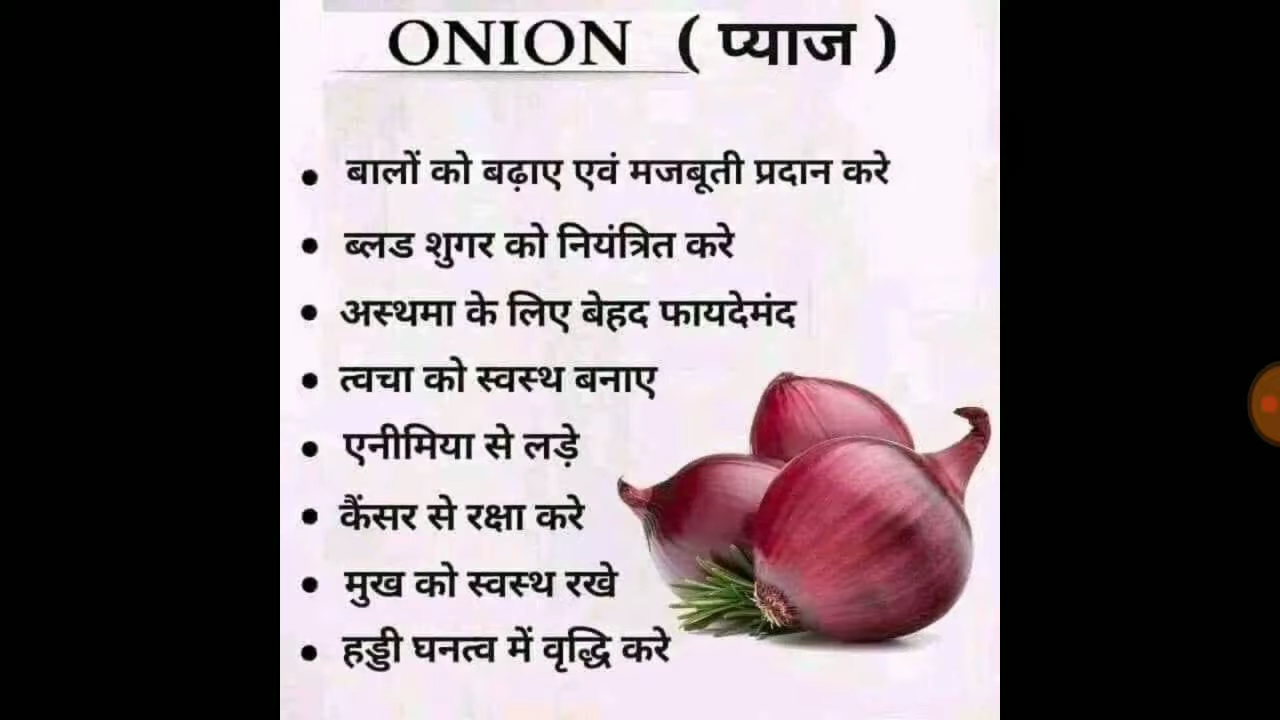 ONION ( प्याज )
• बालों को बढ़ाए एवं मजबूती प्रदान करे
• ब्लड शुगर को नियंत्रित करे
• अस्थमा के लिए बेहद फायदेमंद
• त्वचा को स्वस्थ बनाए
• एनीमिया से लड़े
• कैंसर से रक्षा करे
• मुख को स्वस्थ रखे
• हड्डी घनत्व में वृद्धि करे